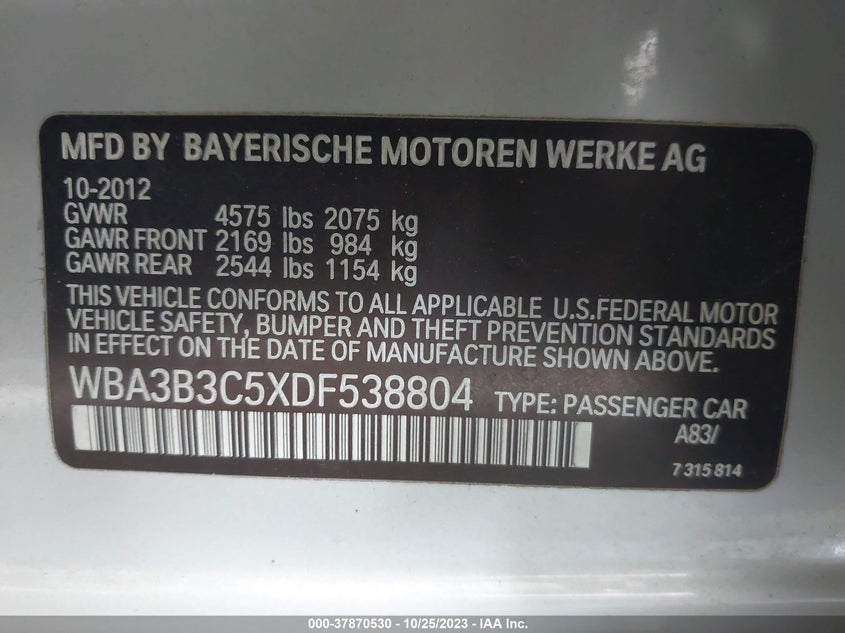 MFD BY BAYERISCHE MOTOREN WERKE AG
10-2012
GVWR 4575 lbs 2075 kg
GAWR FRONT 2169 lbs 984 kg
GAWR REAR 2544 lbs 1154 kg
THIS VEHICLE CONFORMS TO ALL APPLICABLE U.S.FEDERAL MOTOR
VEHICLE SAFETY, BUMPER AND THEFT PREVENTION STANDARDS
IN EFFECT ON THE DATE OF MANUFACTURE SHOWN ABOVE.
WBA3B3C5XDF538804 TYPE: PASSENGER CAR
A83/
7 315 814
000-37870530 - 10/25/2023 - IAA Inc.